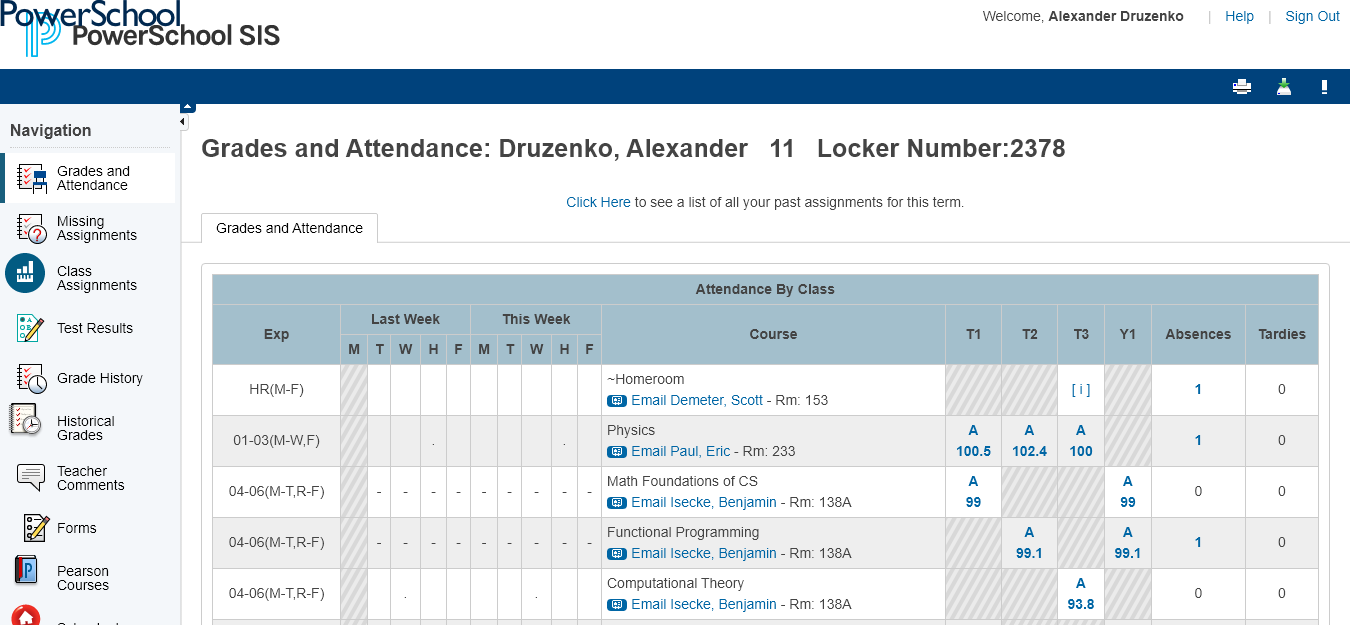 PowerSchool
PowerSchool SIS
Welcome, Alexander Druzenko | Help | Sign Out
Navigation
Grades and
Attendance
Missing
Assignments
Class
Assignments
Test Results
Grade History
Historical
Grades
Teacher
Comments
Forms
Pearson
Courses
Grades and Attendance: Druzenko, Alexander 11 Locker Number:2378
Click Here to see a list of all your past assignments for this term.
Grades and Attendance
Attendance By Class
Exp Last Week This Week Course T1 T2 T3 Y1 Absences Tardies
M T W H F M T W H F
HR(M-F) ~Homeroom [ i ] 1 0
Email Demeter, Scott - Rm: 153
01-03(M-W,F) . . Physics A A A 1 0
Email Paul, Eric - Rm: 233 100.5 102.4 100
04-06(M-T,R-F) - - - - - - - - - Math Foundations of CS A A 0 0
Email Isecke, Benjamin - Rm: 138A 99 99
04-06(M-T,R-F) - - - - - - - - - Functional Programming A A 1 0
Email Isecke, Benjamin - Rm: 138A 99.1 99.1
04-06(M-T,R-F) . . Computational Theory A 0 0
Email Isecke, Benjamin - Rm: 138A 93.8